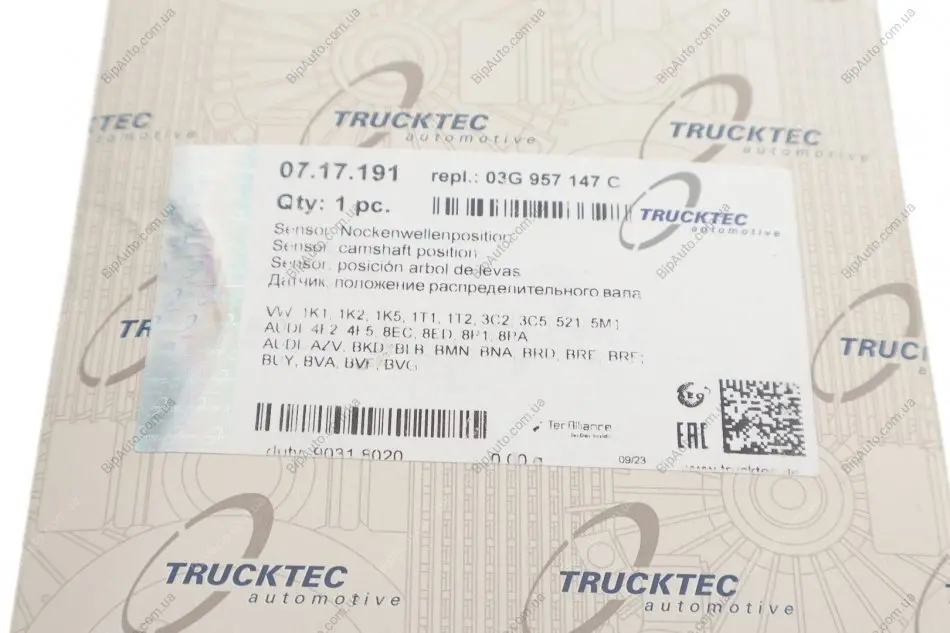 TRUCKTEC
automotive
TRUCKTEC
automotive
07.17.191 repl.: 03G 957 147 C
Qty: 1 pc.
TRUCKTEC
automotive
Sensor, Nockenwellenposition
Sensor, camshaft position
Sensor, posición arbol de levas
Датчик, положение распределительного вала
VW, 1K1, 1K2, 1K5, 1T1, 1T2, 3C2, 3C5, 521, 5M1
AUDI, 4F2, 4F5, 8EC, 8ED, 8P1, 8PA
AUDI, AZV, BKD, BLB, BMN, BNA, BRD, BRE, BRF,
BUY, BVA, BVF, BVG
TecAlliance
EAC
09/23
TRUCKTEC
automotive
TRUCKTEC
automotive
BipAuto.com.ua